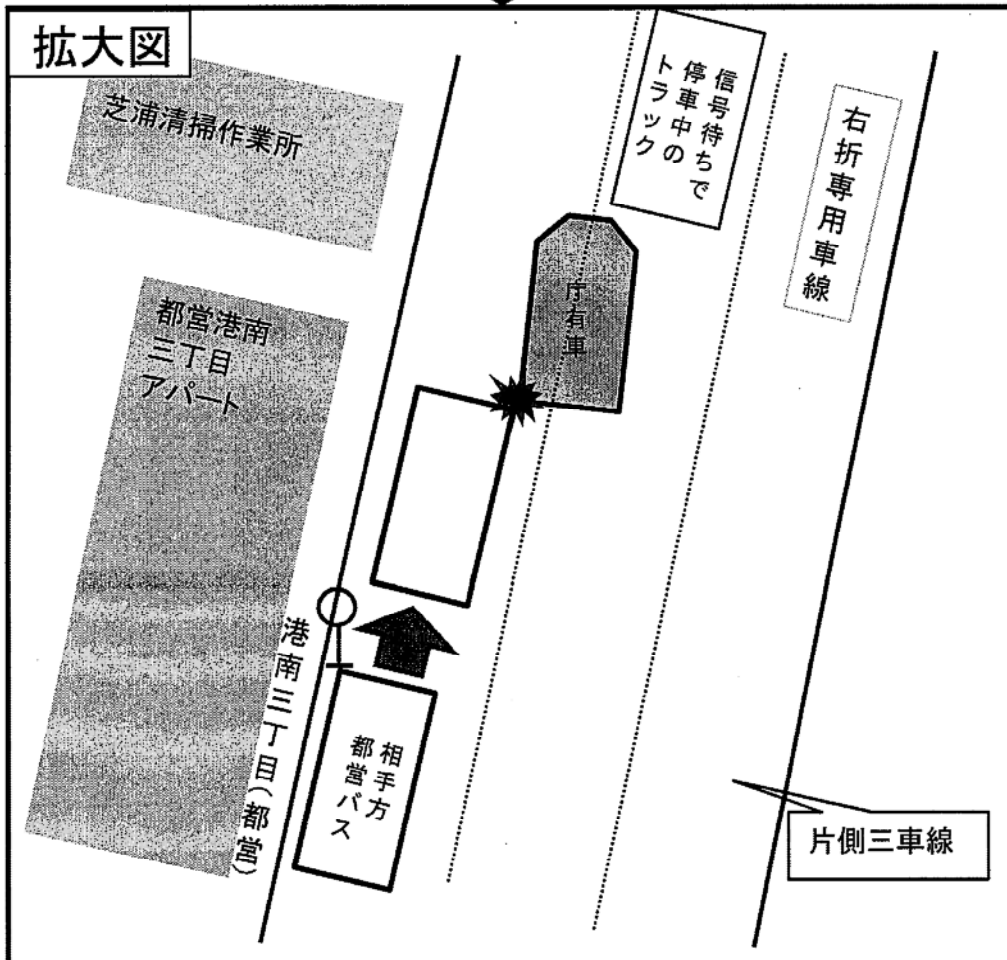 拡大図
芝浦清掃作業所
信号待ちで
停車中の
トラック
右折専用車線
庁有車
都営港南
三丁目
アパート
港南三丁目(都営)
相手方
都営バス
片側三車線